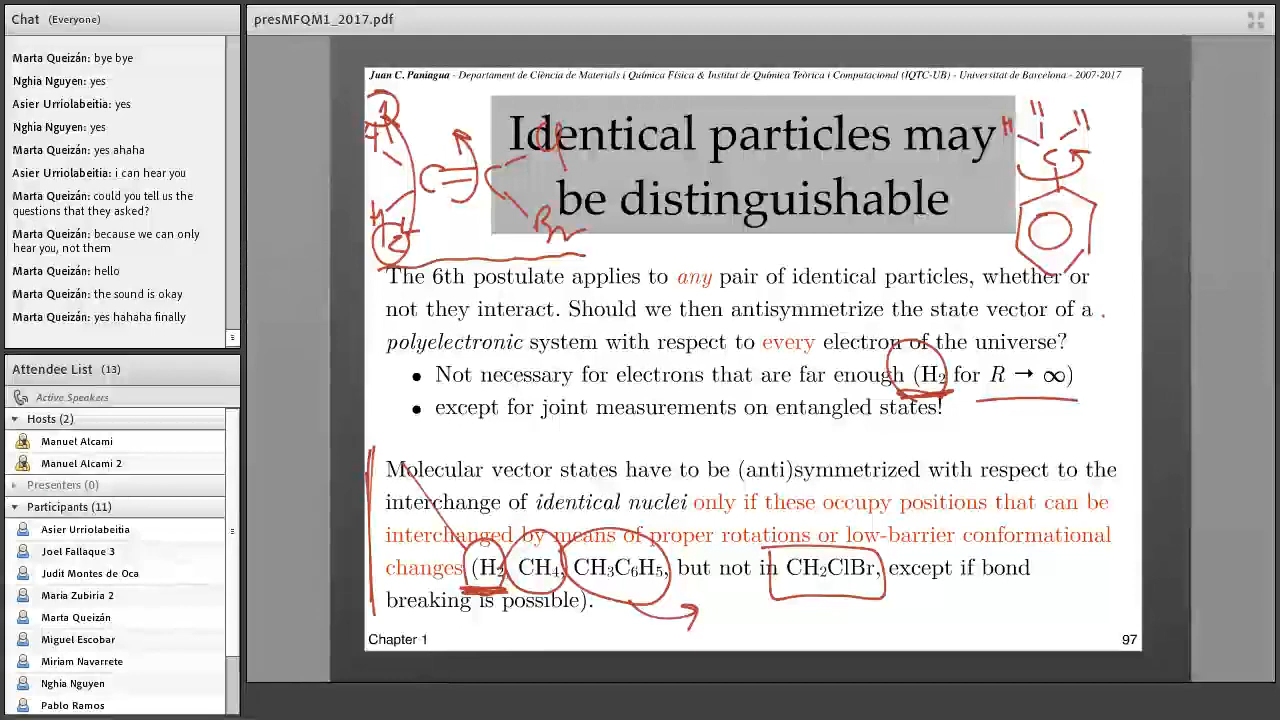 Chat (Everyone)
Marta Queizán: bye bye
Nghia Nguyen: yes
Asier Urriolabeitia: yes
Nghia Nguyen: yes
Marta Queizán: yes ahaha
Asier Urriolabeitia: i can hear you
Marta Queizán: could you tell us the
questions that they asked?
Marta Queizán: because we can only
hear you, not them
Marta Queizán: hello
Marta Queizán: the sound is okay
Marta Queizán: yes hahaha finally
Attendee List (13)
Active Speakers
Hosts (2)
Manuel Alcami
Manuel Alcami 2
Presenters (0)
Participants (11)
Asier Urriolabeitia
Joel Fallaque 3
Judit Montes de Oca
Maria Zubiria 2
Marta Queizán
Miguel Escobar
Miriam Navarrete
Nghia Nguyen
Pablo Ramos
presMFQM1_2017.pdf
Juan C. Paniagua - Departament de Ciència de Materials i Química Física & Institut de Química Teòrica i Computacional (IQTC-UB) - Universitat de Barcelona - 2007-2017
Identical particles may
be distinguishable
H
C
C
Cl
H
Br
H
C
The 6th postulate applies to any pair of identical particles, whether or
not they interact. Should we then antisymmetrize the state vector of a
polyelectronic system with respect to every electron of the universe?
• Not necessary for electrons that are far enough (H₂ for R → ∞)
• except for joint measurements on entangled states!
Molecular vector states have to be (anti)symmetrized with respect to the
interchange of identical nuclei only if these occupy positions that can be
interchanged by means of proper rotations or low-barrier conformational
changes (H₂, CH₄, CH₃C₆H₅, but not in CH₂ClBr, except if bond
breaking is possible).
Chapter 1
97